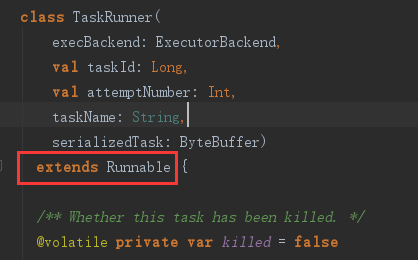 class TaskRunner(
execBackend: ExecutorBackend,
val taskId: Long,
val attemptNumber: Int,
taskName: String,
serializedTask: ByteBuffer)
extends Runnable {
/** Whether this task has been killed. */
@volatile private var killed = false